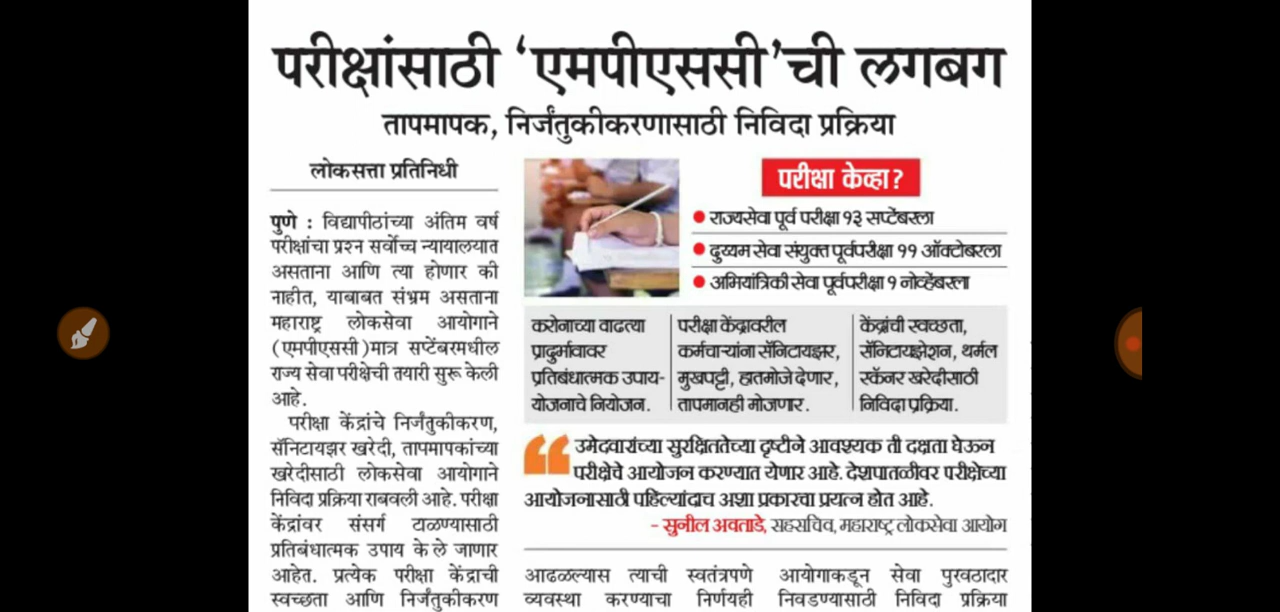 परीक्षांसाठी ‘एमपीएससी’ची लगबग
तापमापक, निर्जंतुकीकरणासाठी निविदा प्रक्रिया
लोकसत्ता प्रतिनिधी
पुणे : विद्यापीठांच्या अंतिम वर्ष
परीक्षांचा प्रश्न सर्वोच्च न्यायालयात
असताना आणि त्या होणार की
नाहीत, याबाबत संभ्रम असताना
महाराष्ट्र लोकसेवा आयोगाने
(एमपीएससी)मात्र सप्टेंबरमधील
राज्य सेवा परीक्षेची तयारी सुरू केली
आहे.
परीक्षा केंद्रांचे निर्जंतुकीकरण,
सॅनिटायझर खरेदी, तापमापकांच्या
खरेदीसाठी लोकसेवा आयोगाने
निविदा प्रक्रिया राबवली आहे. परीक्षा
केंद्रांवर संसर्ग टाळण्यासाठी
प्रतिबंधात्मक उपाय केले जाणार
आहेत. प्रत्येक परीक्षा केंद्राची
स्वच्छता आणि निर्जंतुकीकरण
परीक्षा केव्हा?
● राज्यसेवा पूर्व परीक्षा १३ सप्टेंबरला
● दुय्यम सेवा संयुक्त पूर्वपरीक्षा ११ ऑक्टोबरला
● अभियांत्रिकी सेवा पूर्वपरीक्षा १ नोव्हेंबरला
करोनाच्या वाढत्या
प्रादुर्भावावर
प्रतिबंधात्मक उपाय-
योजनाचे नियोजन.
परीक्षा केंद्रावरील
कर्मचाऱ्यांना सॅनिटायझर,
मुखपट्टी, हातमोजे देणार,
तापमानही मोजणार.
केंद्रांची स्वच्छता,
सॅनिटायझेशन, थर्मल
स्कॅनर खरेदीसाठी
निविदा प्रक्रिया.
“ उमेदवारांच्या सुरक्षिततेच्या दृष्टीने आवश्यक ती दक्षता घेऊन
परीक्षेचे आयोजन करण्यात येणार आहे. देशपातळीवर परीक्षेच्या
आयोजनासाठी पहिल्यांदाच अशा प्रकारचा प्रयत्न होत आहे.
- सुनील अवताडे, सहसचिव, महाराष्ट्र लोकसेवा आयोग
आढळल्यास त्याची स्वतंत्रपणे
व्यवस्था करण्याचा निर्णयही
आयोगाकडून सेवा पुरवठादार
निवडण्यासाठी निविदा प्रक्रिया